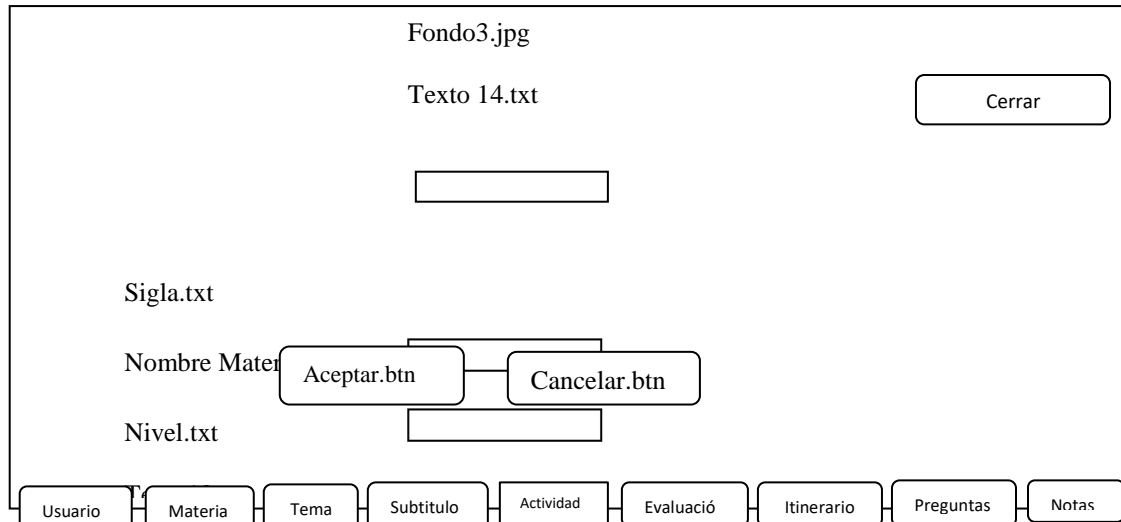 Fondo3.jpg
Texto 14.txt
Cerrar
Sigla.txt
Nombre Mater
Aceptar.btn
Cancelar.btn
Nivel.txt
Usuario
Materia
Tema
Subtitulo
Actividad
Evaluació
Itinerario
Preguntas
Notas